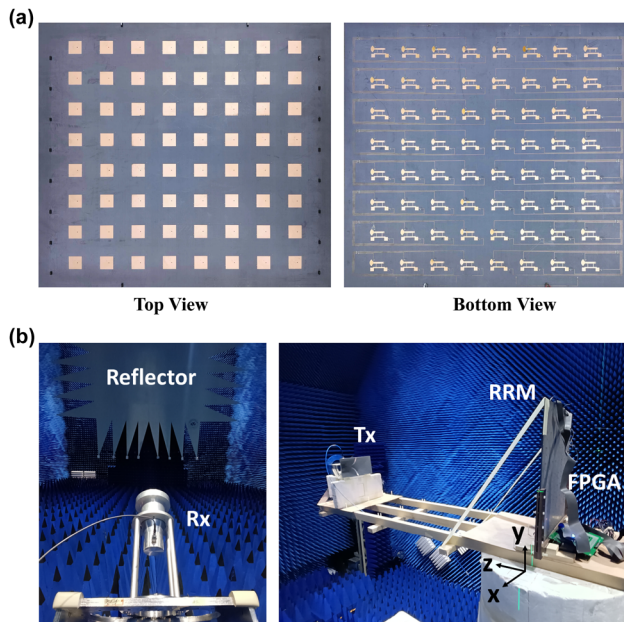 (a)
Top View
Bottom View
(b)
Reflector
Rx
Tx
RRM
FPGA
y
z
x